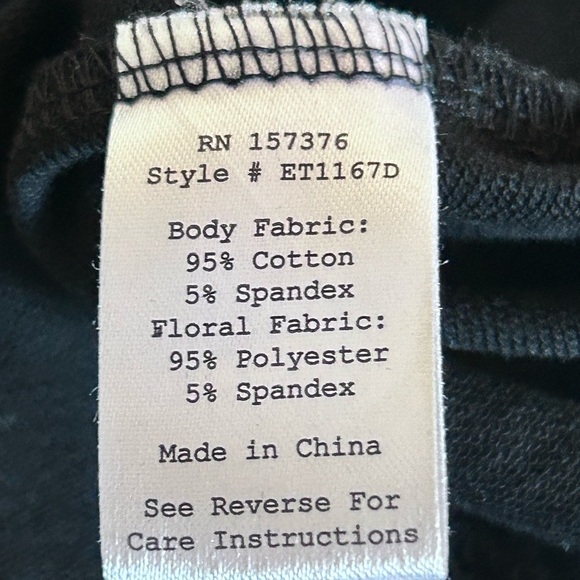 RN 157376
Style # ET1167D
Body Fabric:
95% Cotton
5% Spandex
Floral Fabric:
95% Polyester
5% Spandex
Made in China
See Reverse For
Care Instructions